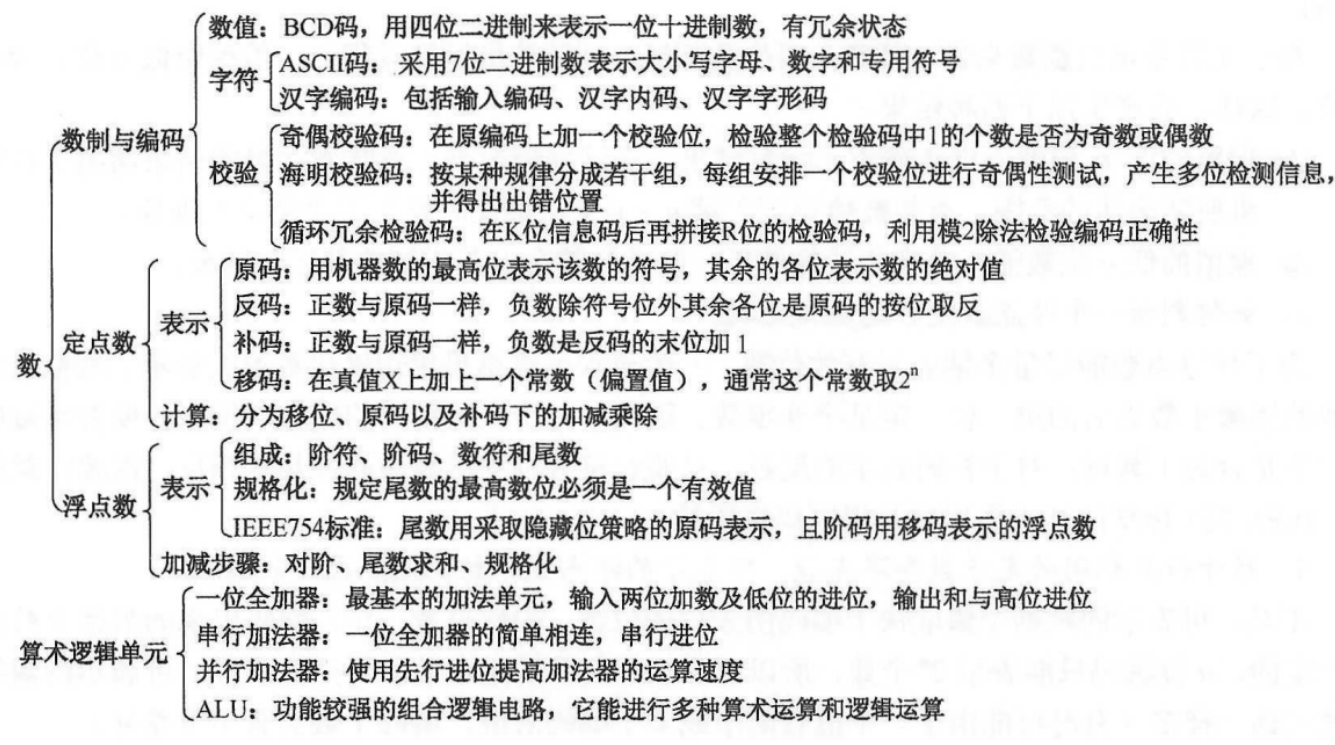 数值：BCD码，用四位二进制来表示一位十进制数，有冗余状态
字符
ASCII码：采用7位二进制数表示大小写字母、数字和专用符号
汉字编码：包括输入编码、汉字内码、汉字字形码
数制与编码
奇偶校验码：在原编码上加一个校验位，检验整个检验码中1的个数是否为奇数或偶数
校验
海明校验码：按某种规律分成若干组，每组安排一个校验位进行奇偶性测试，产生多位检测信息，
并得出出错位置
循环冗余检验码：在K位信息码后再拼接R位的检验码，利用模2除法检验编码正确性
数
定点数
表示
原码：用机器数的最高位表示该数的符号，其余的各位表示数的绝对值
反码：正数与原码一样，负数除符号位外其余各位是原码的按位取反
补码：正数与原码一样，负数是反码的末位加1
移码：在真值X上加上一个常数（偏置值），通常这个常数取2ⁿ
计算：分为移位、原码以及补码下的加减乘除
浮点数
表示
组成：阶符、阶码、数符和尾数
规格化：规定尾数的最高数位必须是一个有效值
IEEE754标准：尾数用采取隐藏位策略的原码表示，且阶码用移码表示的浮点数
加减步骤：对阶、尾数求和、规格化
算术逻辑单元
一位全加器：最基本的加法单元，输入两位加数及低位的进位，输出和与高位进位
串行加法器：一位全加器的简单相连，串行进位
并行加法器：使用先行进位提高加法器的运算速度
ALU：功能较强的组合逻辑电路，它能进行多种算术运算和逻辑运算